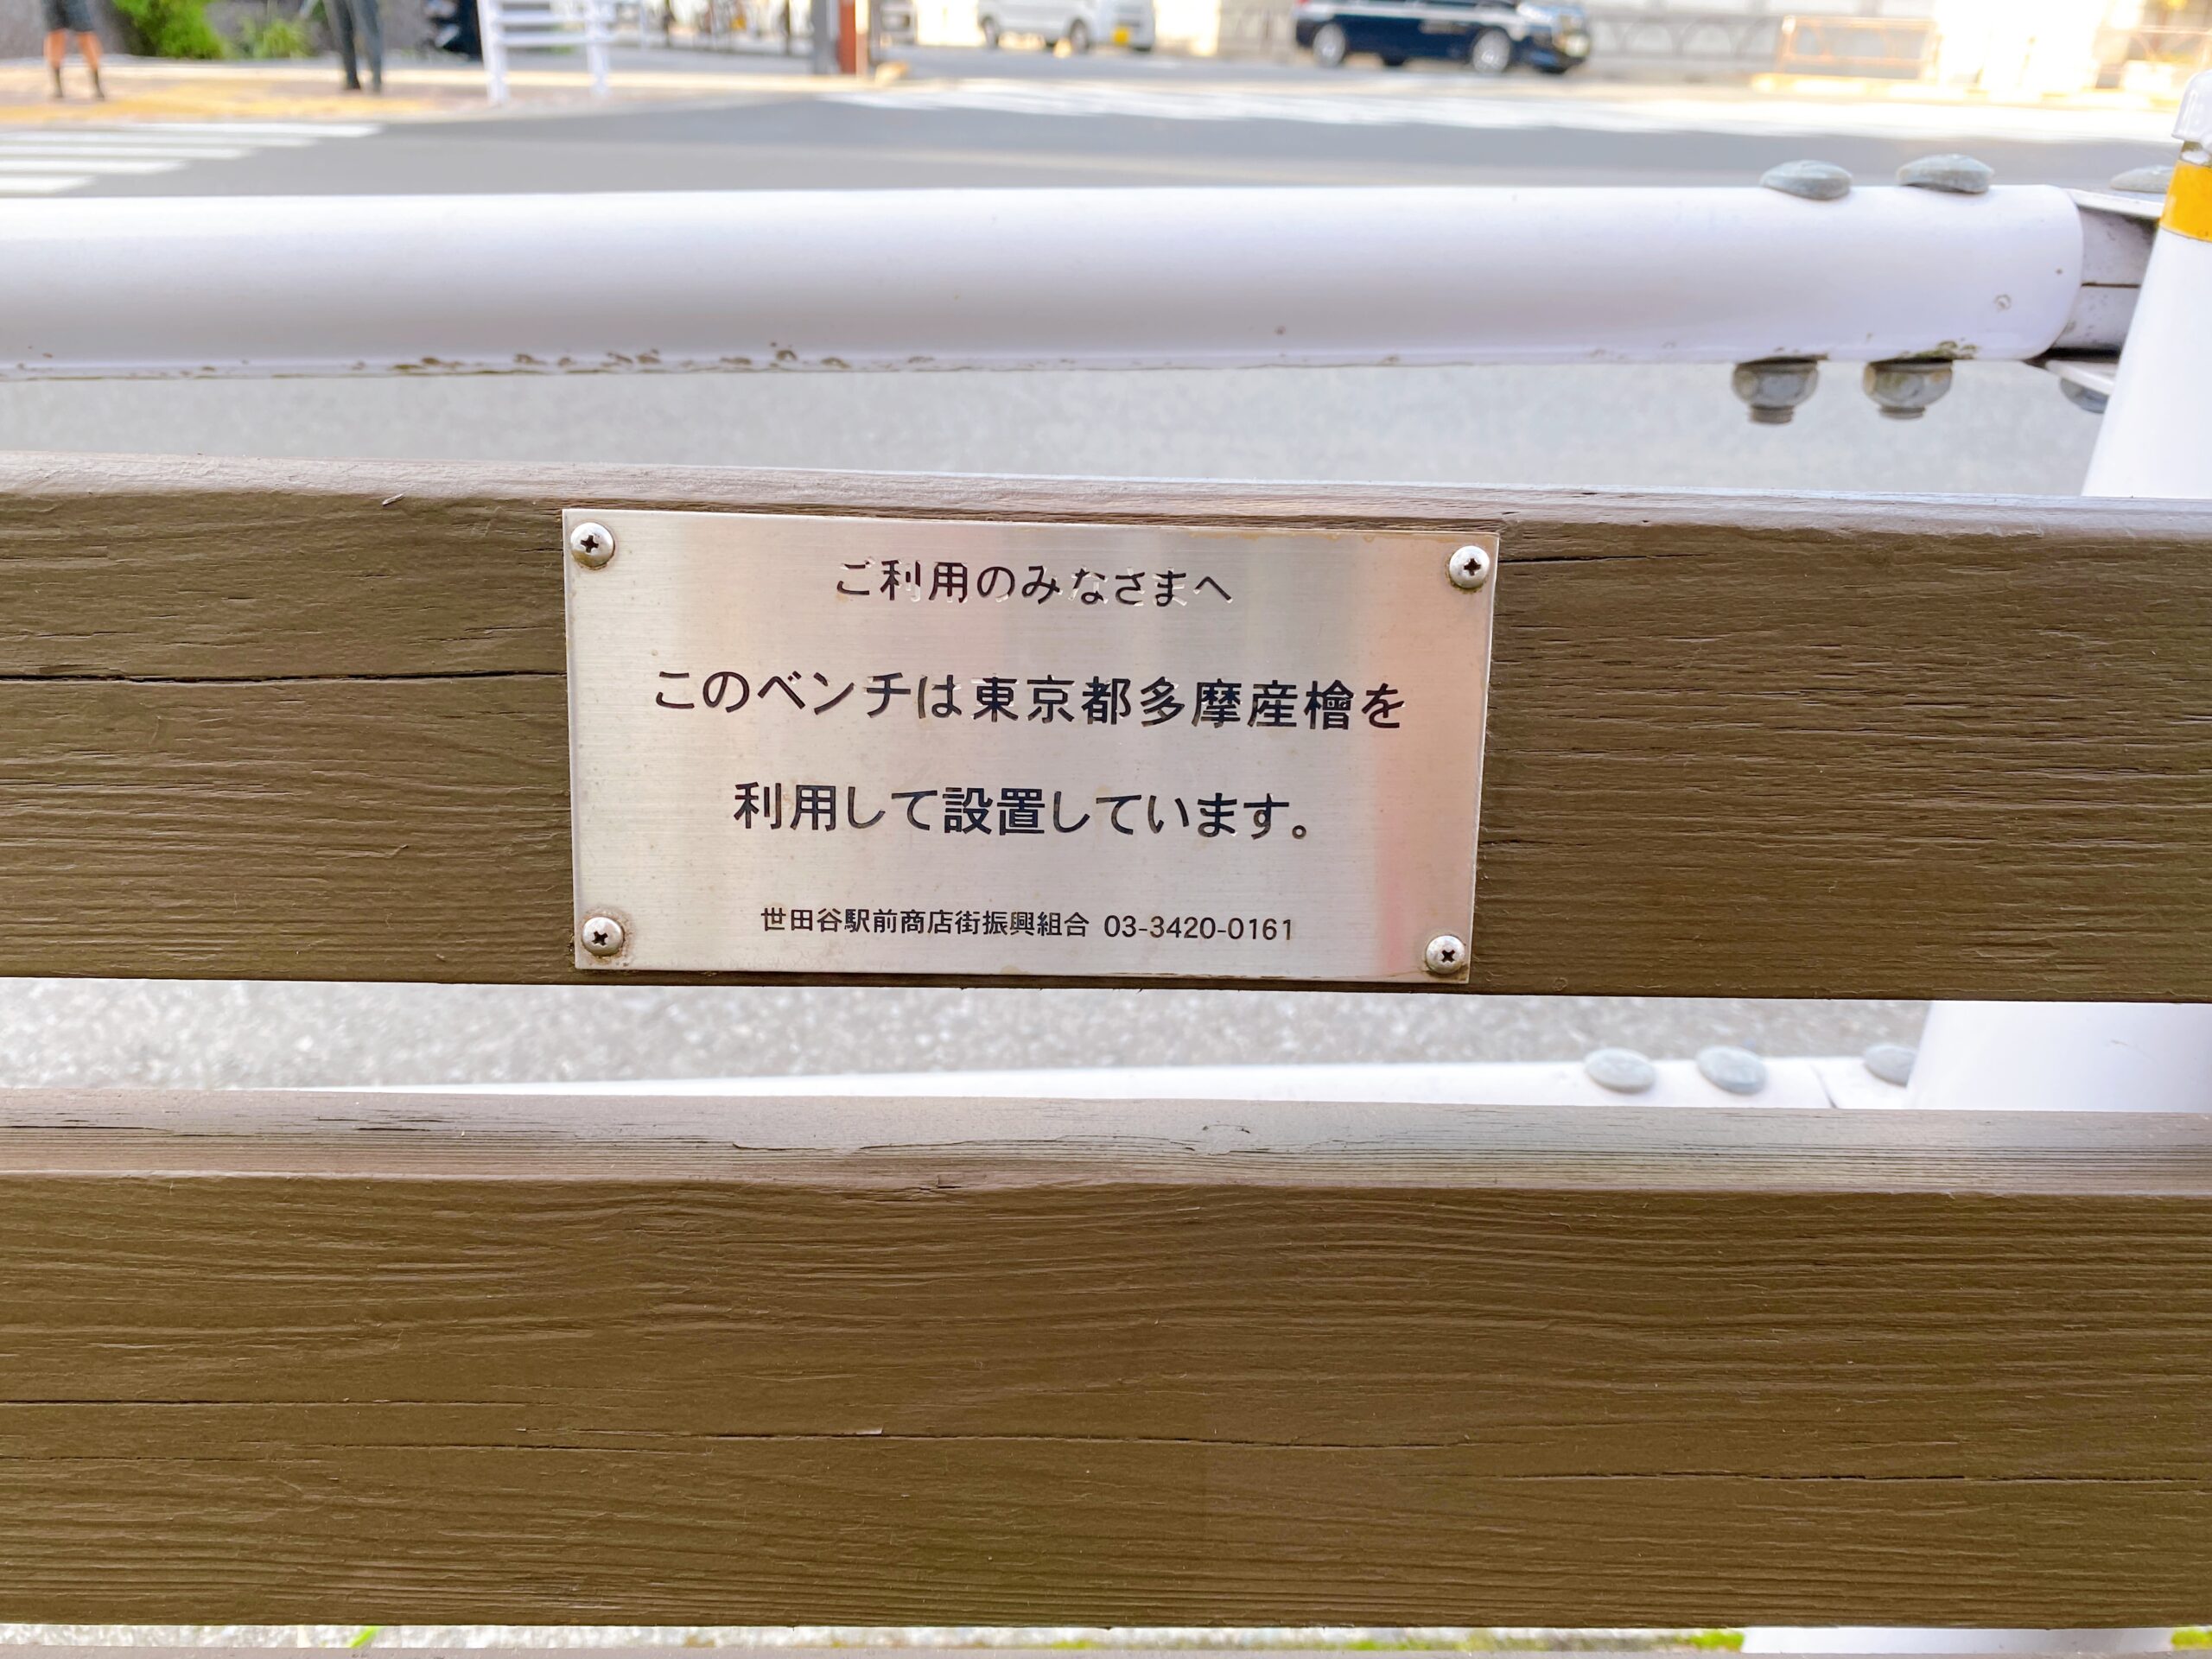 ご利用のみなさまへ
このベンチは東京都多摩産檜を
利用して設置しています。
世田谷駅前商店街振興組合 03-3420-0161